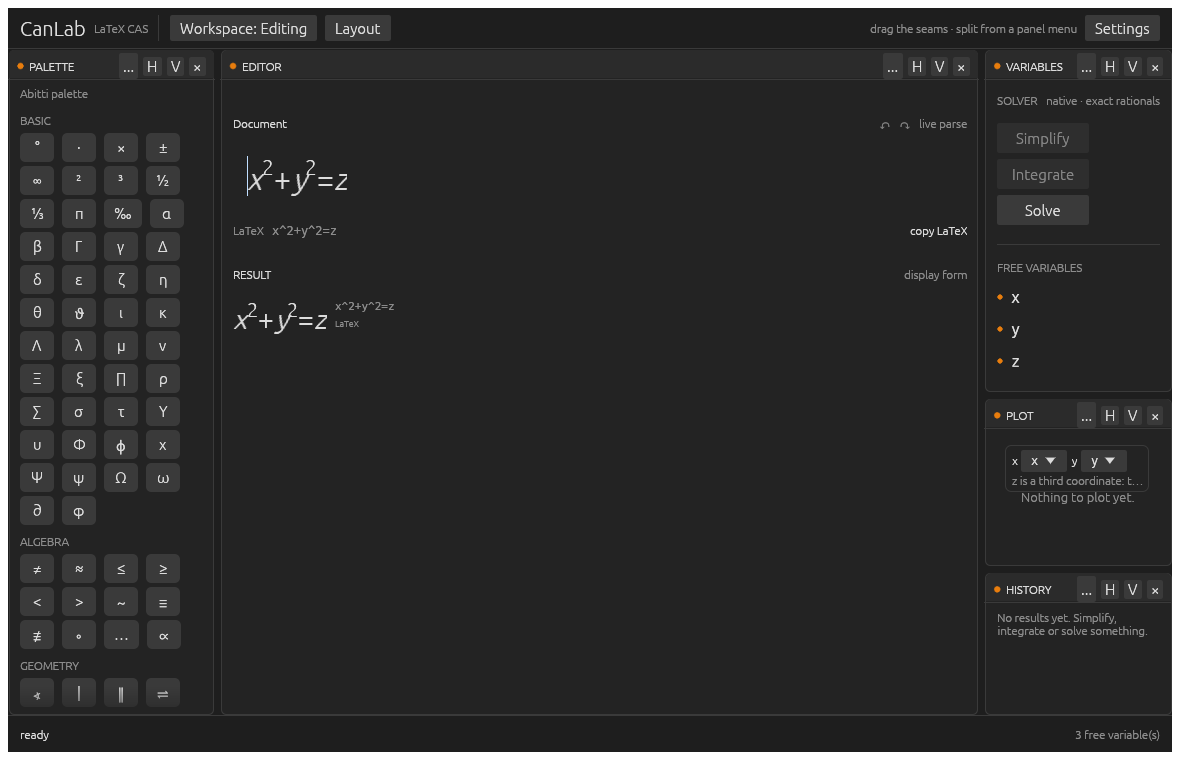 CanLab LaTeX CAS Workspace: Editing Layout drag the seams · split from a panel menu Settings
PALETTE ... H V ×
Abitti palette
BASIC
° · × ±
∞ ² ³ ½
⅓ π ‰ α
β Γ γ Δ
δ ε ζ η
θ ϑ ι κ
Λ λ μ ν
Ξ ξ Π ρ
Σ σ τ Υ
υ Φ ϕ χ
Ψ ψ Ω ω
∂ φ
ALGEBRA
≠ ≈ ≤ ≥
< > ~ ≡
≢ ∘ … ∝
GEOMETRY
∢ | ∥ ⇌
EDITOR ... H V ×
Document ↶ ↷ live parse
x²+y²=z
LaTeX x^2+y^2=z copy LaTeX
RESULT display form
x²+y²=z x^2+y^2=z
LaTeX
VARIABLES ... H V ×
SOLVER native · exact rationals
Simplify
Integrate
Solve
FREE VARIABLES
x
y
z
PLOT ... H V ×
x x ▼ y y ▼
z is a third coordinate: t…
Nothing to plot yet.
HISTORY ... H V ×
No results yet. Simplify,
integrate or solve something.
ready 3 free variable(s)